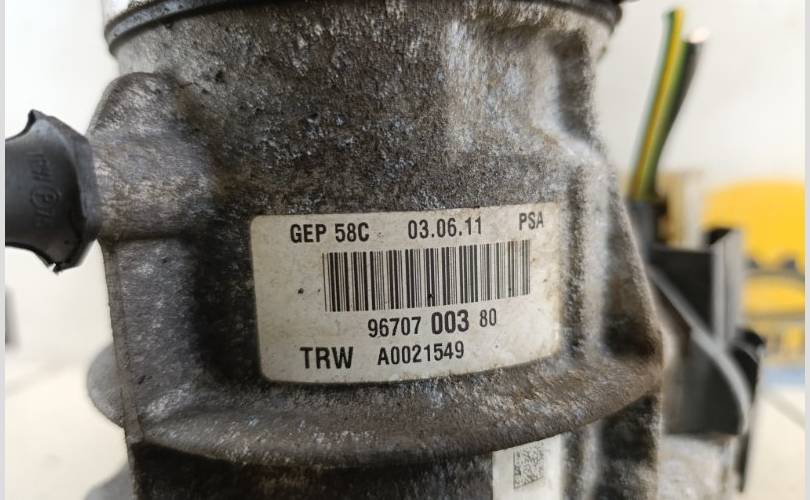 GEP 58C 03.06.11 PSA
96707 003 80
TRW A0021549